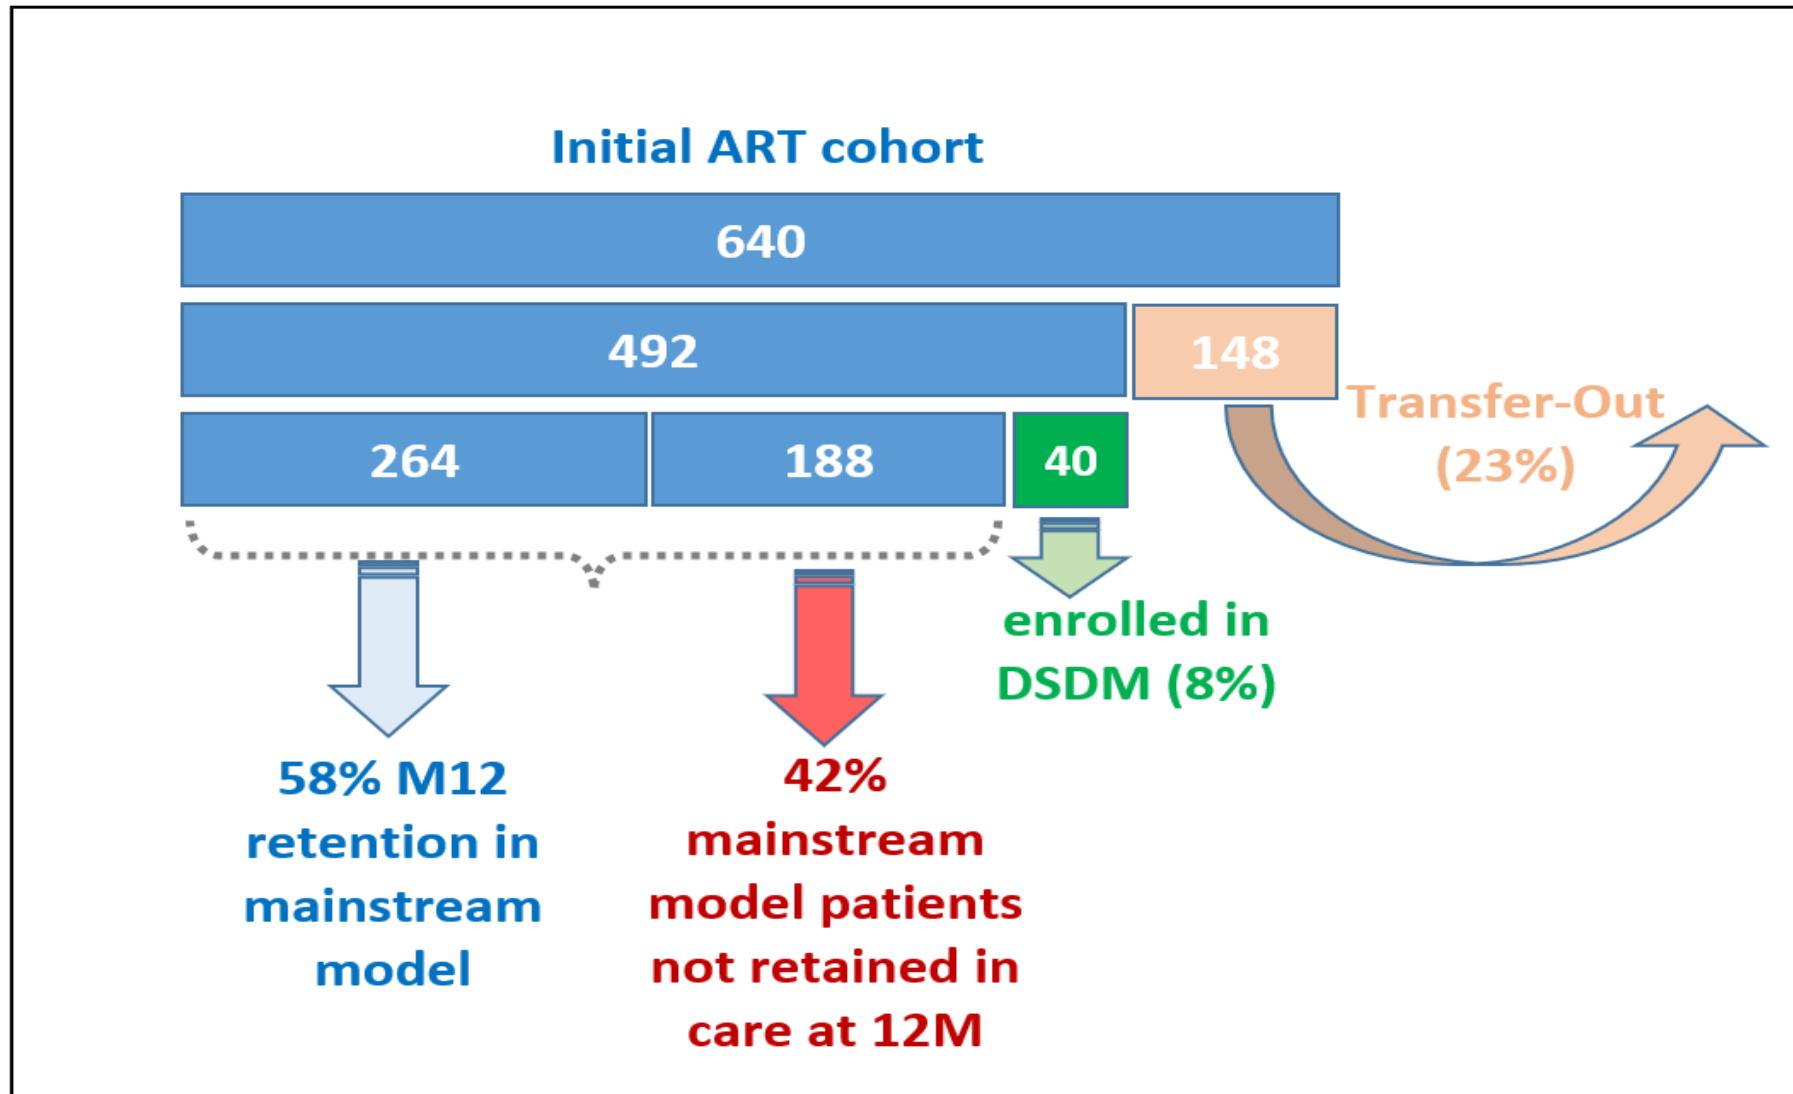 Initial ART cohort
640
492
148
Transfer-Out
(23%)
264
188
40
enrolled in
DSDM (8%)
58% M12
retention in
mainstream
model
42%
mainstream
model patients
not retained in
care at 12M